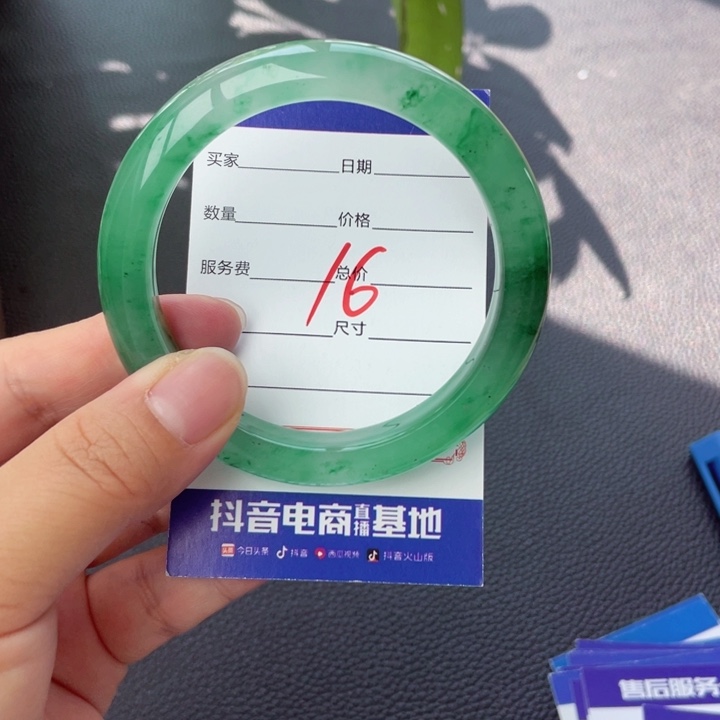 买家 日期
数量 价格
服务费 总价
16
尺寸
抖音电商直播基地
今日头条 抖音 西瓜视频 抖音火山版
售后服务